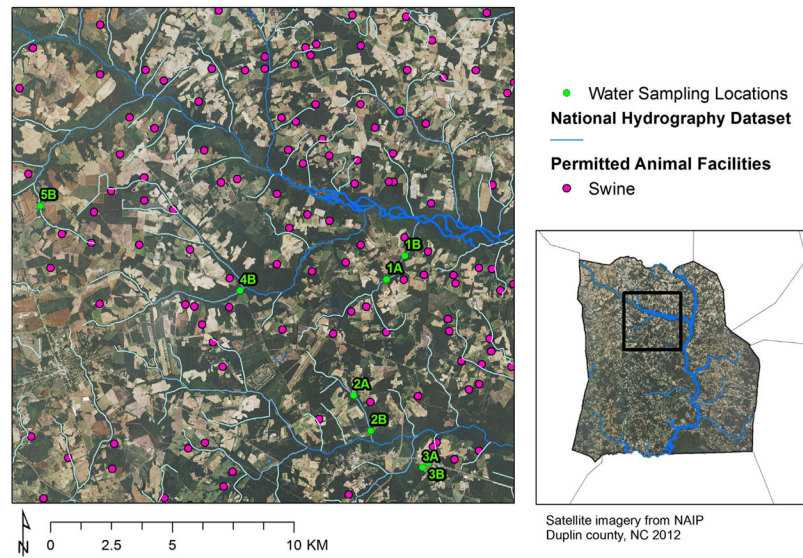 5B
1B
1A
4B
2A
2B
3A
3B
N
0 2.5 5 10 KM
Water Sampling Locations
National Hydrography Dataset
Permitted Animal Facilities
Swine
Satellite imagery from NAIP
Duplin county, NC 2012